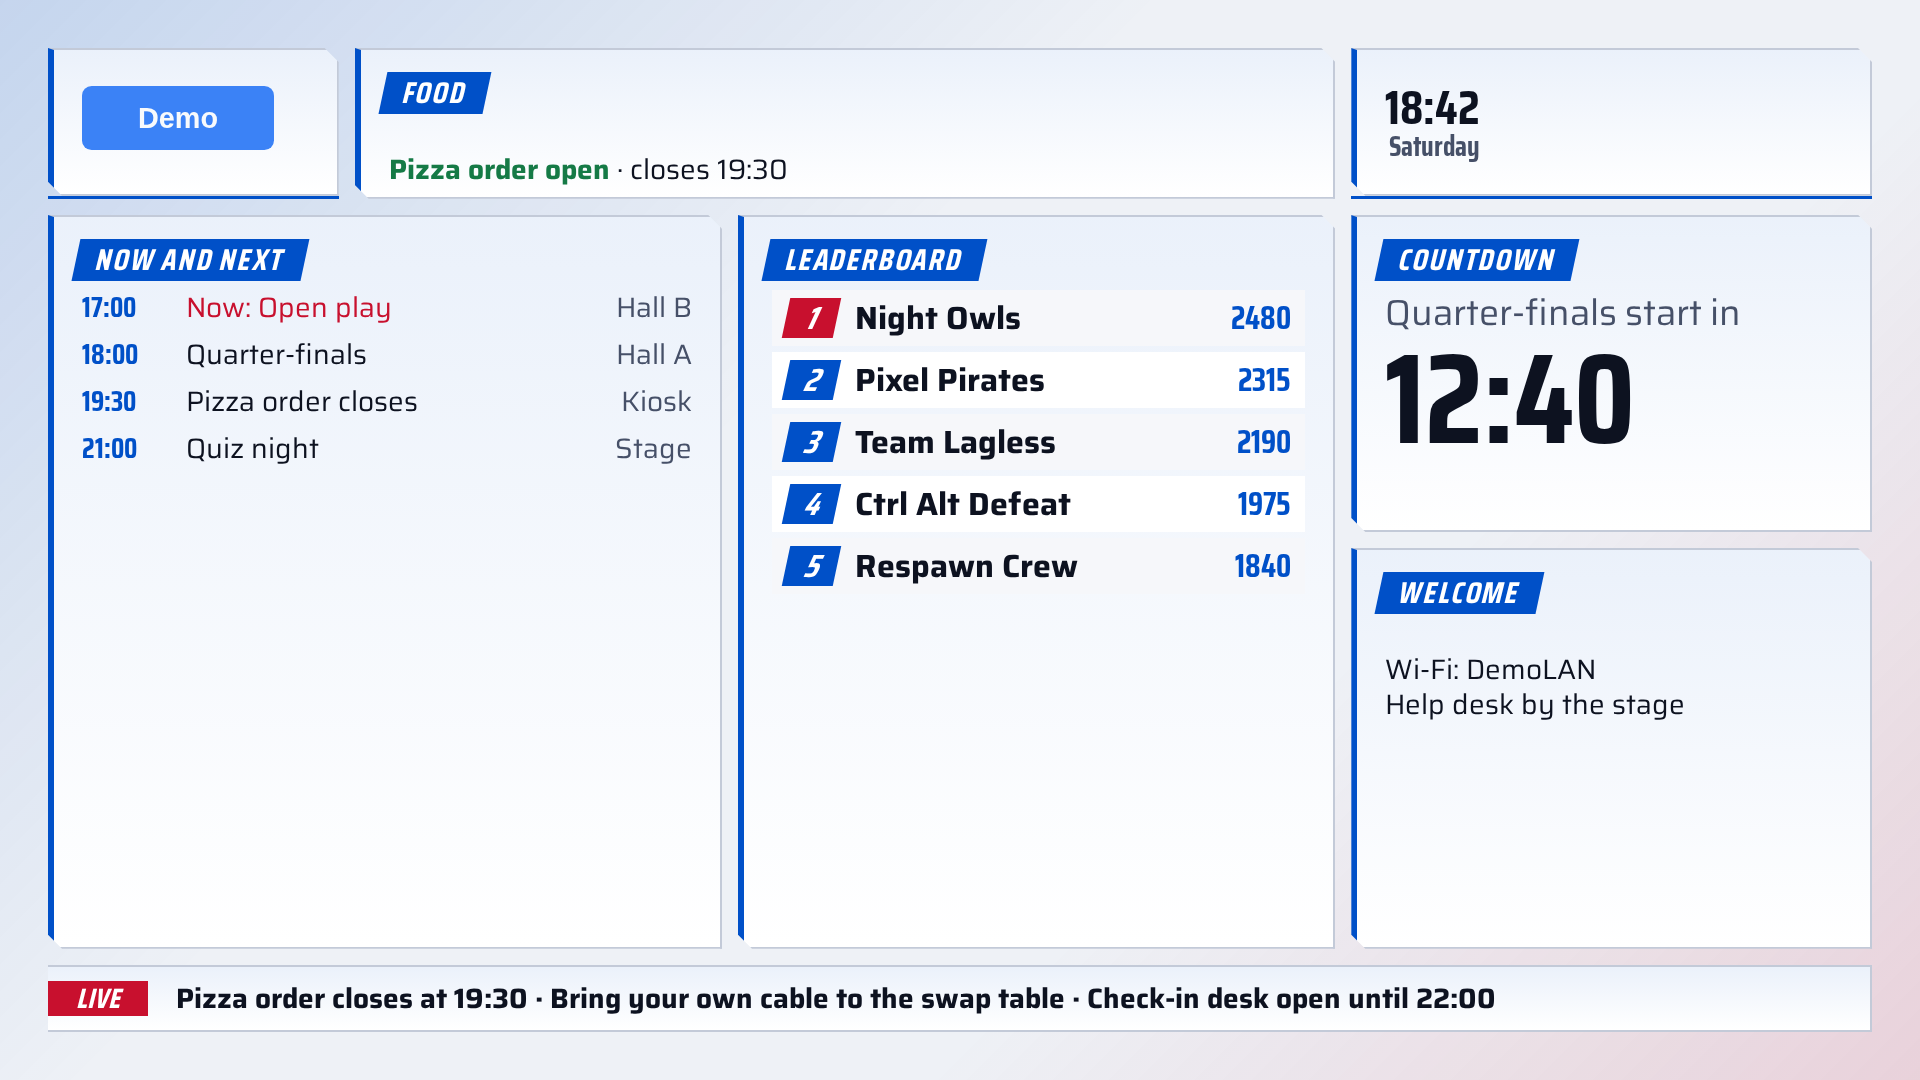 Demo
FOOD
Pizza order open · closes 19:30
18:42
Saturday
NOW AND NEXT
17:00 Now: Open play Hall B
18:00 Quarter-finals Hall A
19:30 Pizza order closes Kiosk
21:00 Quiz night Stage
LEADERBOARD
1 Night Owls 2480
2 Pixel Pirates 2315
3 Team Lagless 2190
4 Ctrl Alt Defeat 1975
5 Respawn Crew 1840
COUNTDOWN
Quarter-finals start in
12:40
WELCOME
Wi-Fi: DemoLAN
Help desk by the stage
LIVE Pizza order closes at 19:30 · Bring your own cable to the swap table · Check-in desk open until 22:00